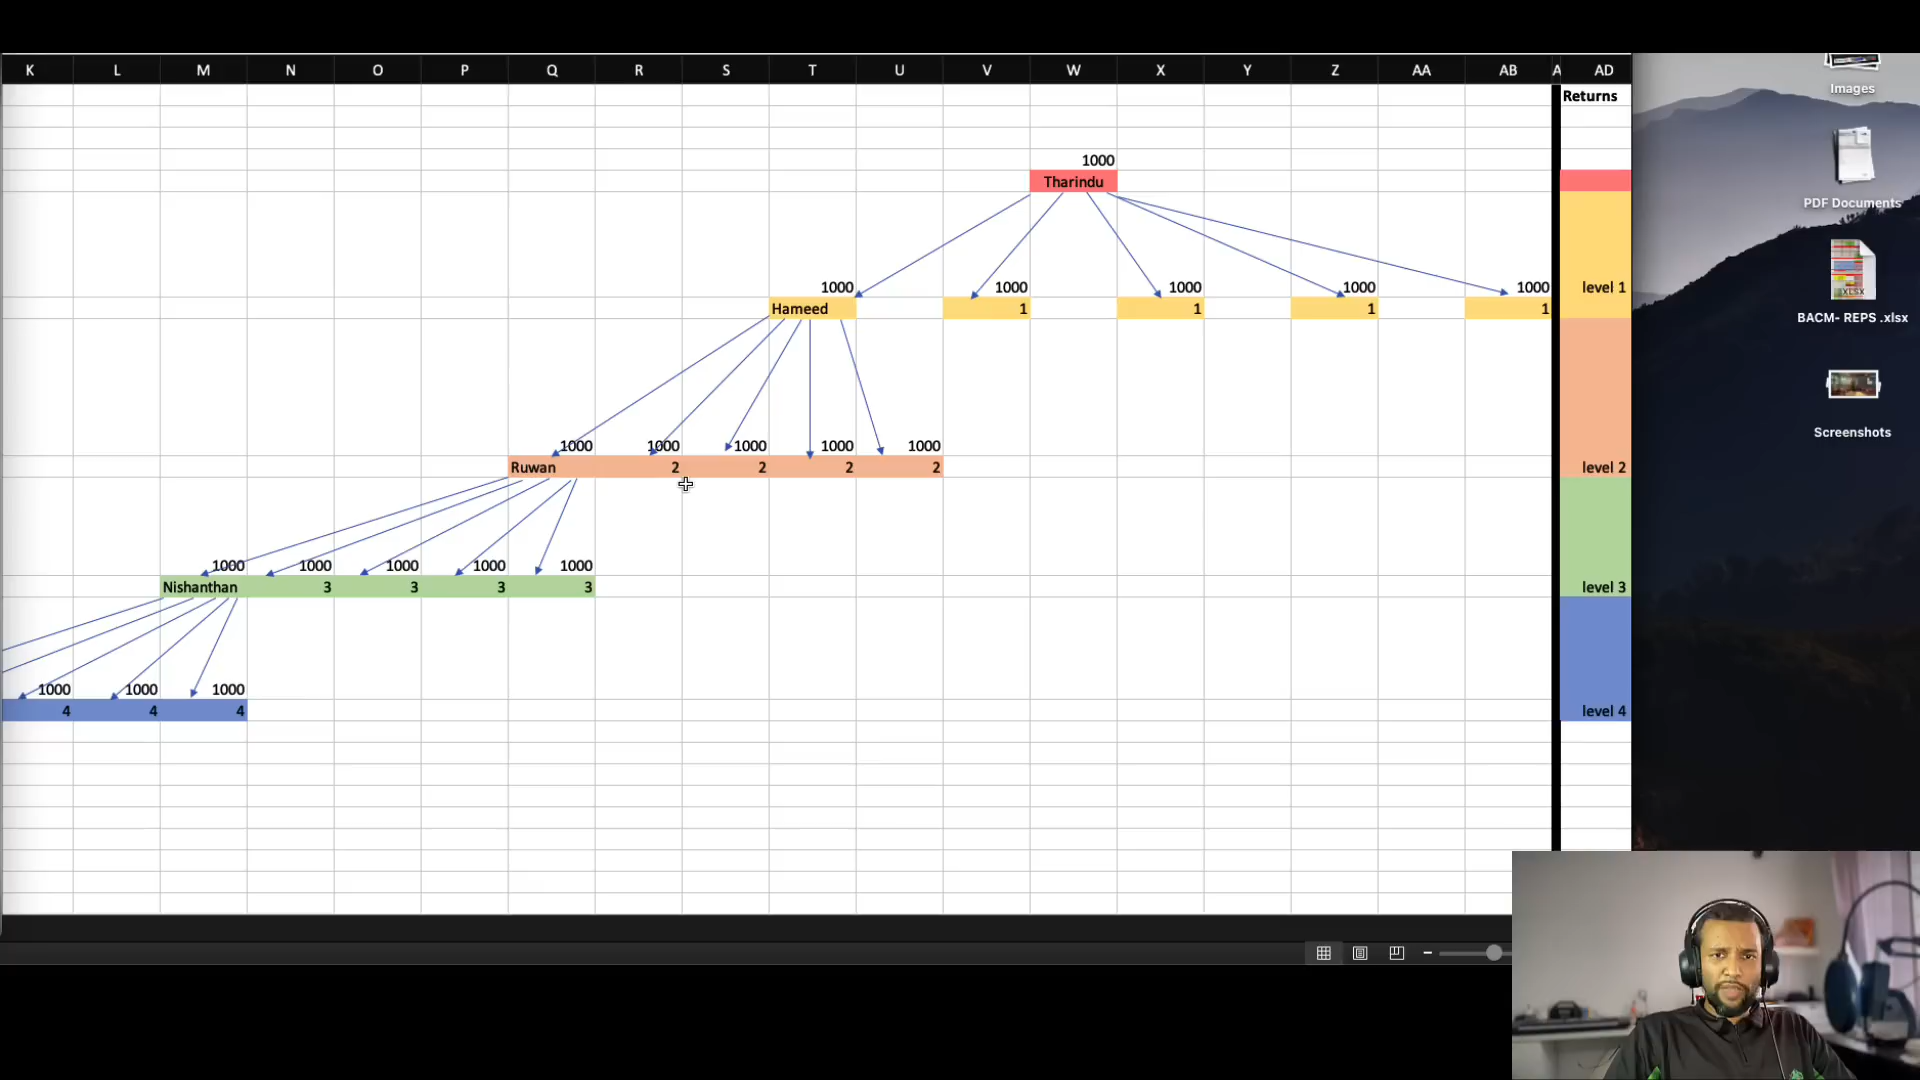 K L M N O P Q R S T U V W X Y Z AA AB A AD
Returns
1000
Tharindu
1000 1000 1000 1000 1000 level 1
Hameed 1 1 1 1
1000 1000 1000 1000 1000
Ruwan 2 2 2 2 level 2
1000 1000 1000 1000 1000
Nishanthan 3 3 3 3 level 3
1000 1000 1000
4 4 4 level 4
Images
PDF Documents
XLSX
BACM- REPS .xlsx
Screenshots